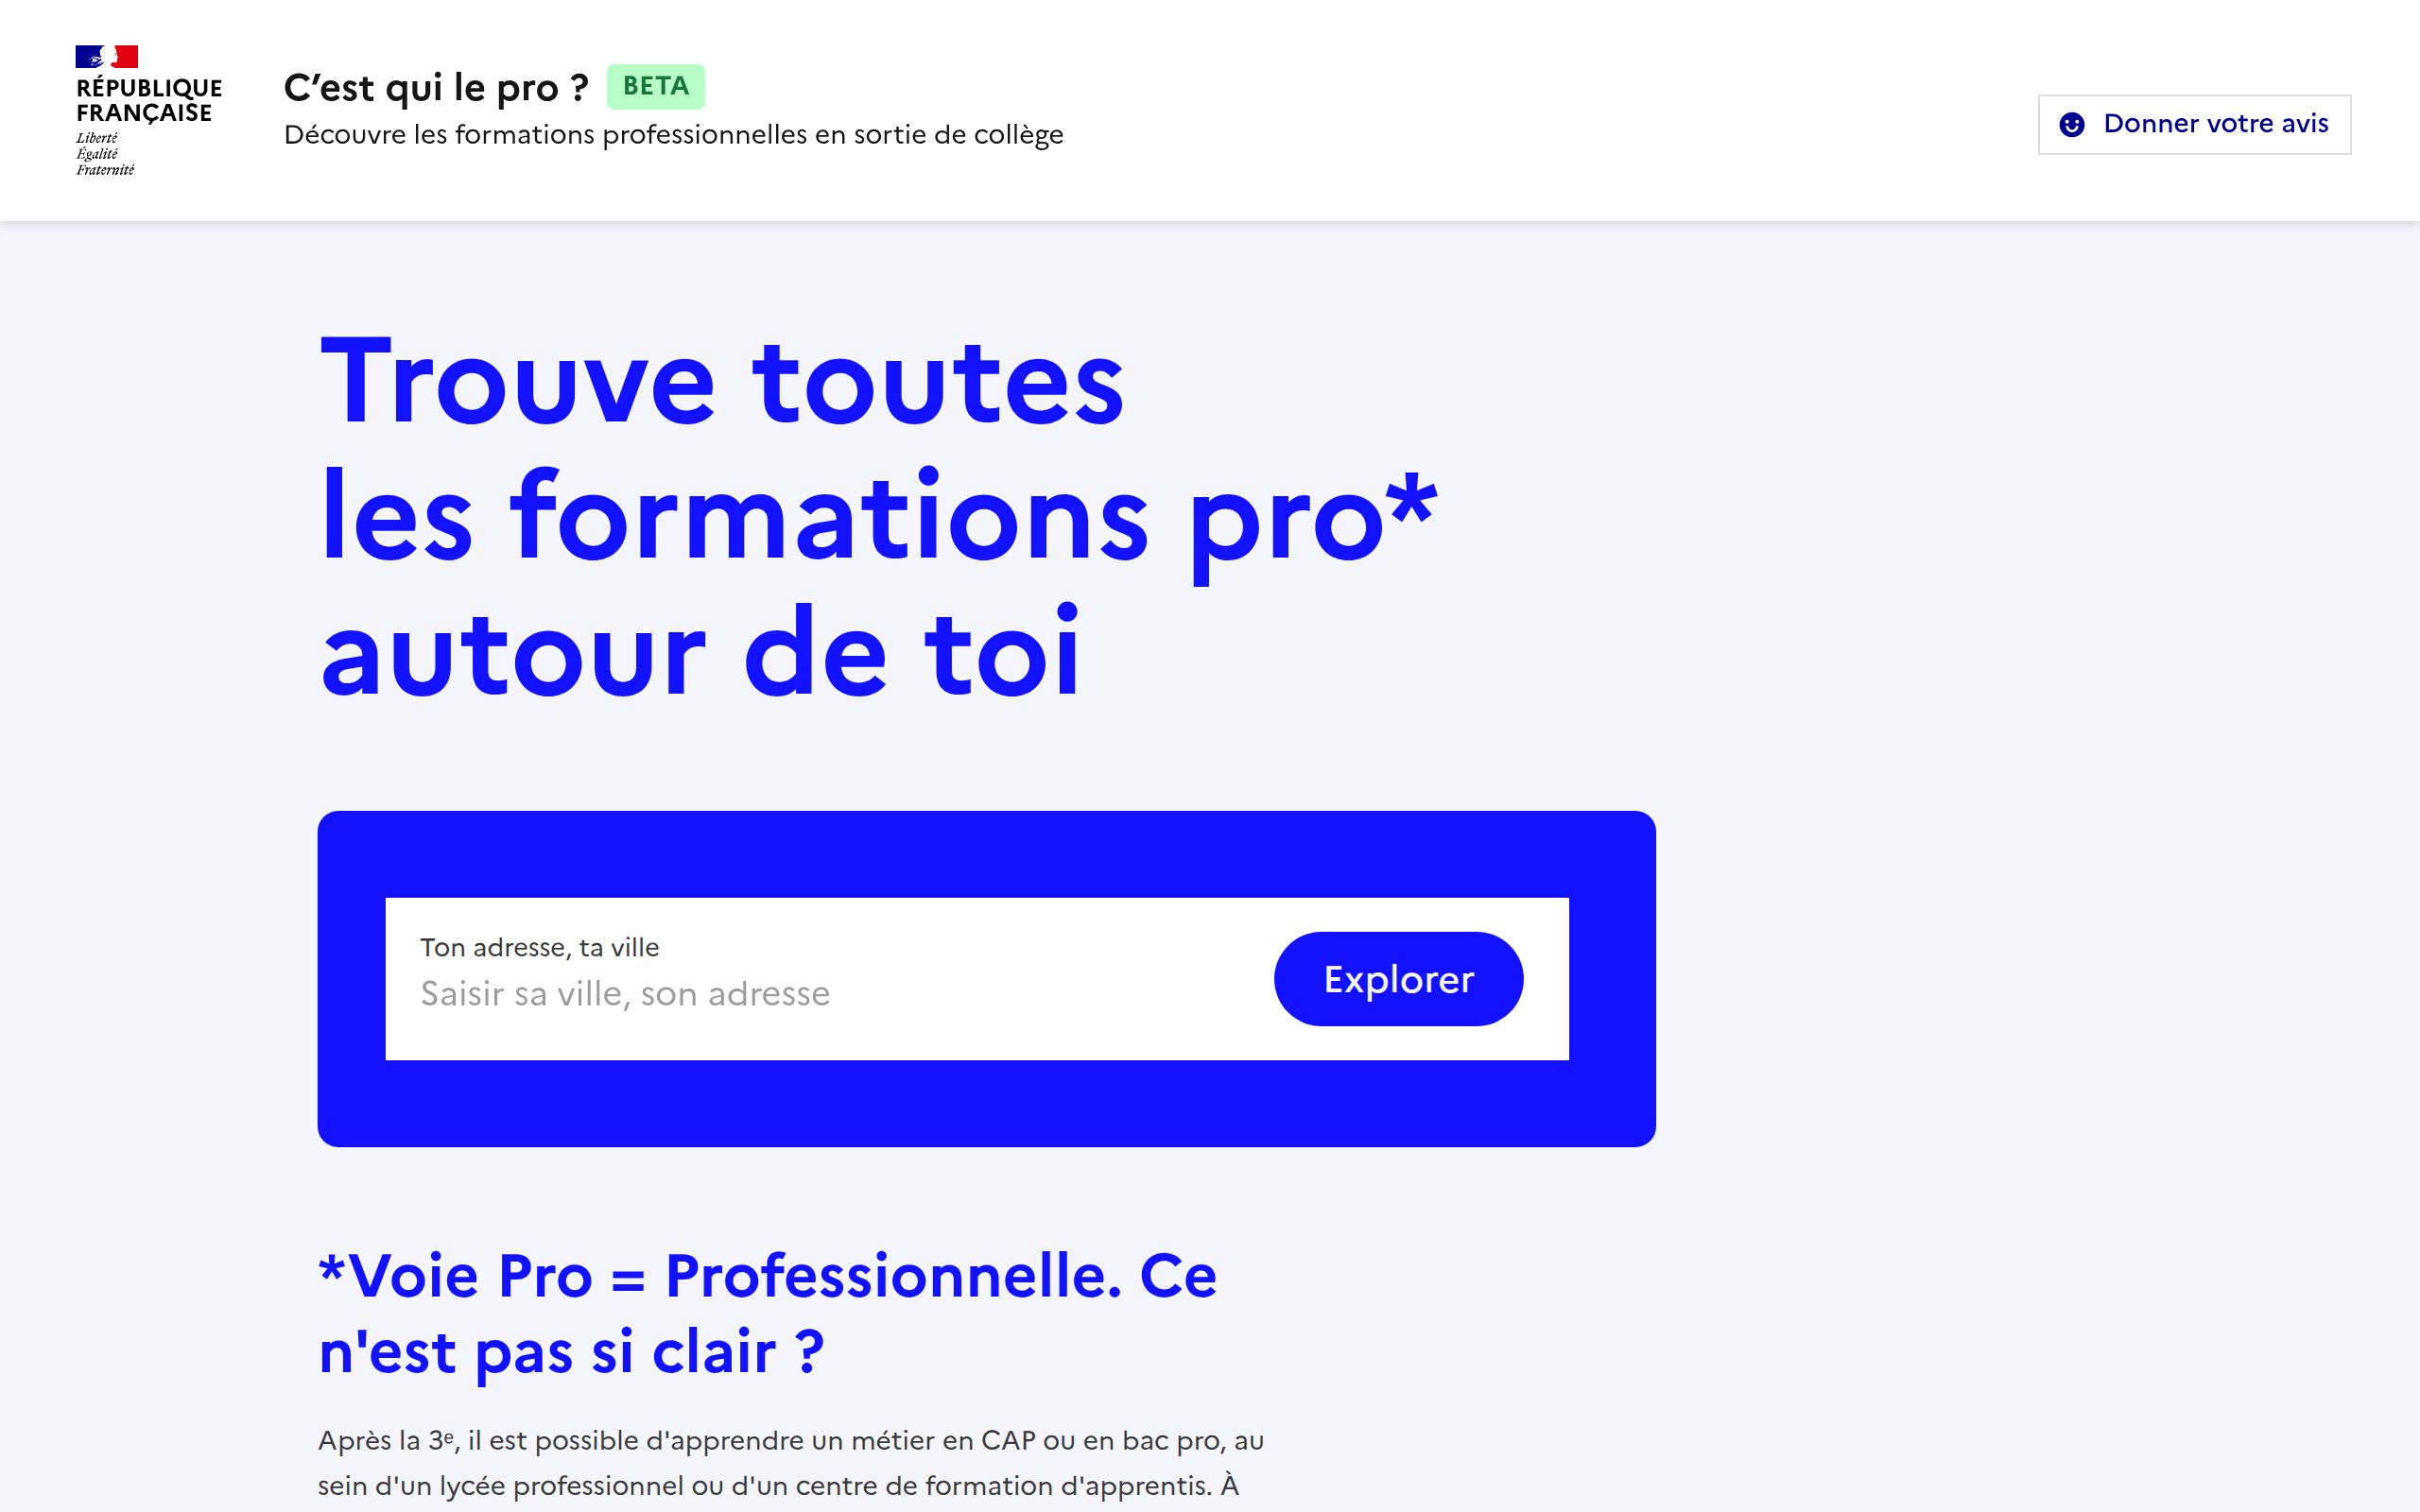 RÉPUBLIQUE
FRANÇAISE
Liberté
Égalité
Fraternité
C’est qui le pro ? BETA
Découvre les formations professionnelles en sortie de collège
Donner votre avis
Trouve toutes
les formations pro*
autour de toi
Ton adresse, ta ville
Saisir sa ville, son adresse
Explorer
*Voie Pro = Professionnelle. Ce
n'est pas si clair ?
Après la 3ᵉ, il est possible d'apprendre un métier en CAP ou en bac pro, au
sein d'un lycée professionnel ou d'un centre de formation d'apprentis. À